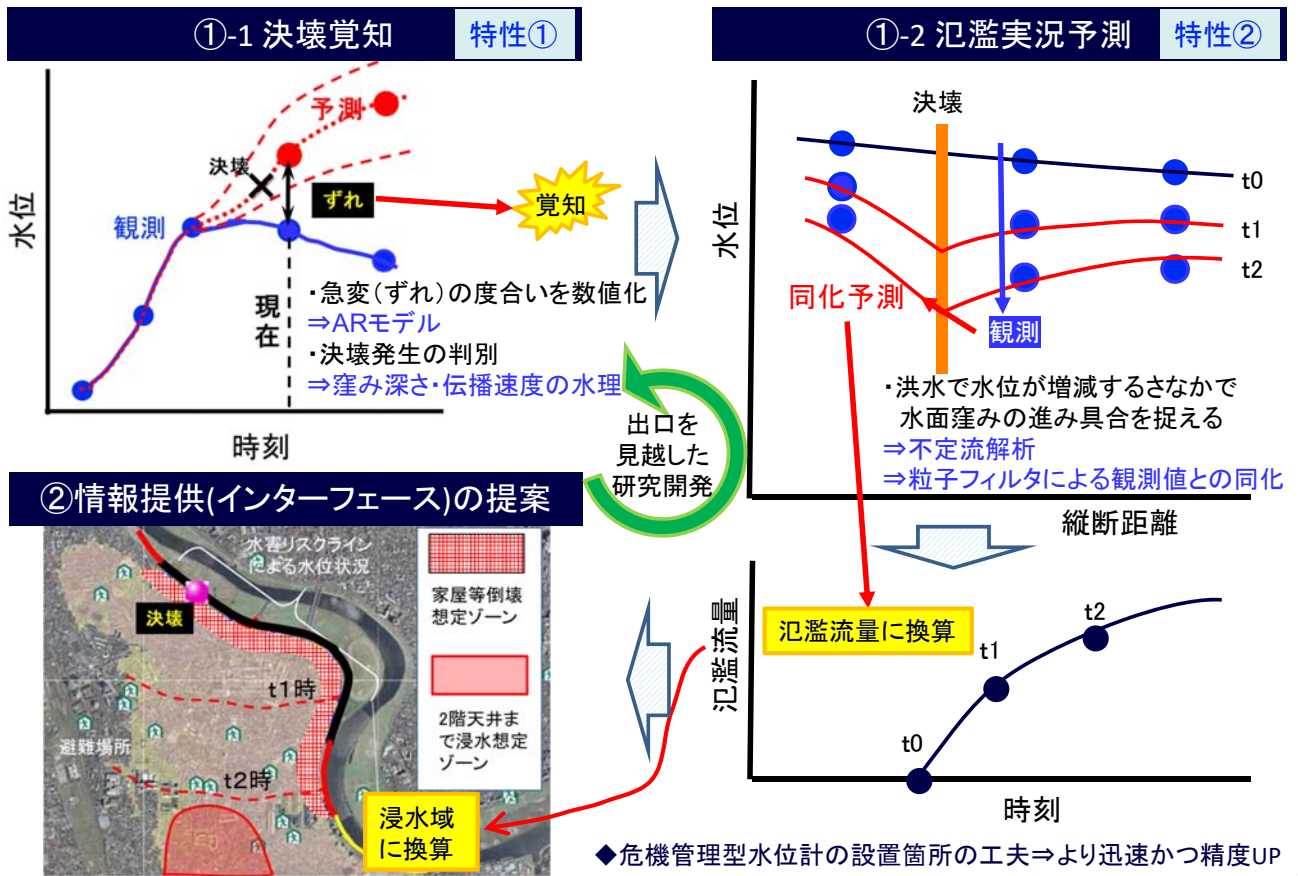 ①-1 決壊覚知
特性①
予測
決壊
ずれ
覚知
観測
水位
現在
・急変（ずれ）の度合いを数値化
⇒ARモデル
・決壊発生の判別
⇒窪み深さ・伝播速度の水理
時刻
①-2 氾濫実況予測
特性②
決壊
水位
t0
t1
t2
同化予測
観測
・洪水で水位が増減するさなかで
水面窪みの進み具合を捉える
⇒不定流解析
⇒粒子フィルタによる観測値との同化
縦断距離
出口を
見越した
研究開発
②情報提供(インターフェース)の提案
水害リスクライン
による水位状況
決壊
t1時
避難場所
t2時
家屋等倒壊
想定ゾーン
2階天井ま
で浸水想定
ゾーン
浸水域
に換算
氾濫流量
氾濫流量に換算
t0
t1
t2
時刻
◆危機管理型水位計の設置箇所の工夫⇒より迅速かつ精度UP